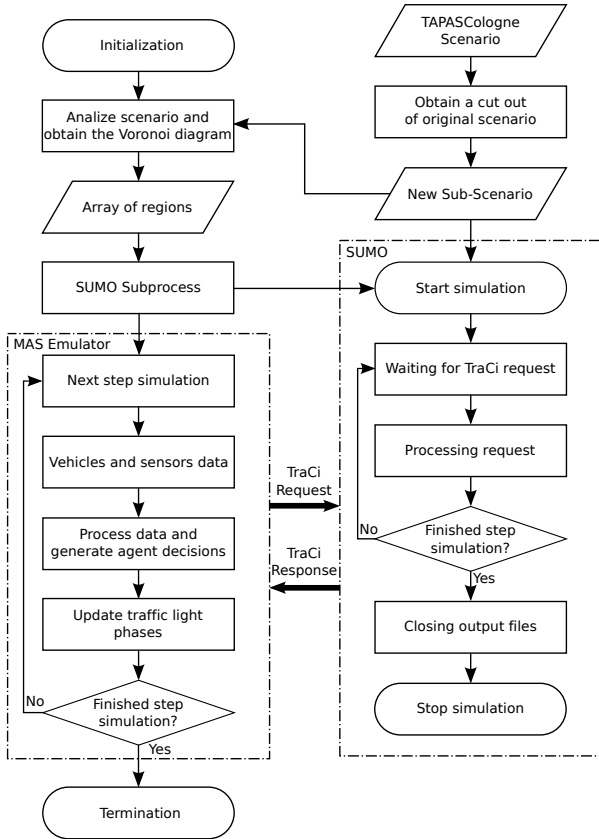 Initialization
Analize scenario and
obtain the Voronoi diagram
Array of regions
SUMO Subprocess
MAS Emulator
Next step simulation
Vehicles and sensors data
Process data and
generate agent decisions
Update traffic light
phases
Finished step
simulation?
No
Yes
Termination
TraCi
Request
TraCi
Response
TAPASCologne
Scenario
Obtain a cut out
of original scenario
New Sub-Scenario
SUMO
Start simulation
Waiting for TraCi request
Processing request
Finished step
simulation?
No
Yes
Closing output files
Stop simulation